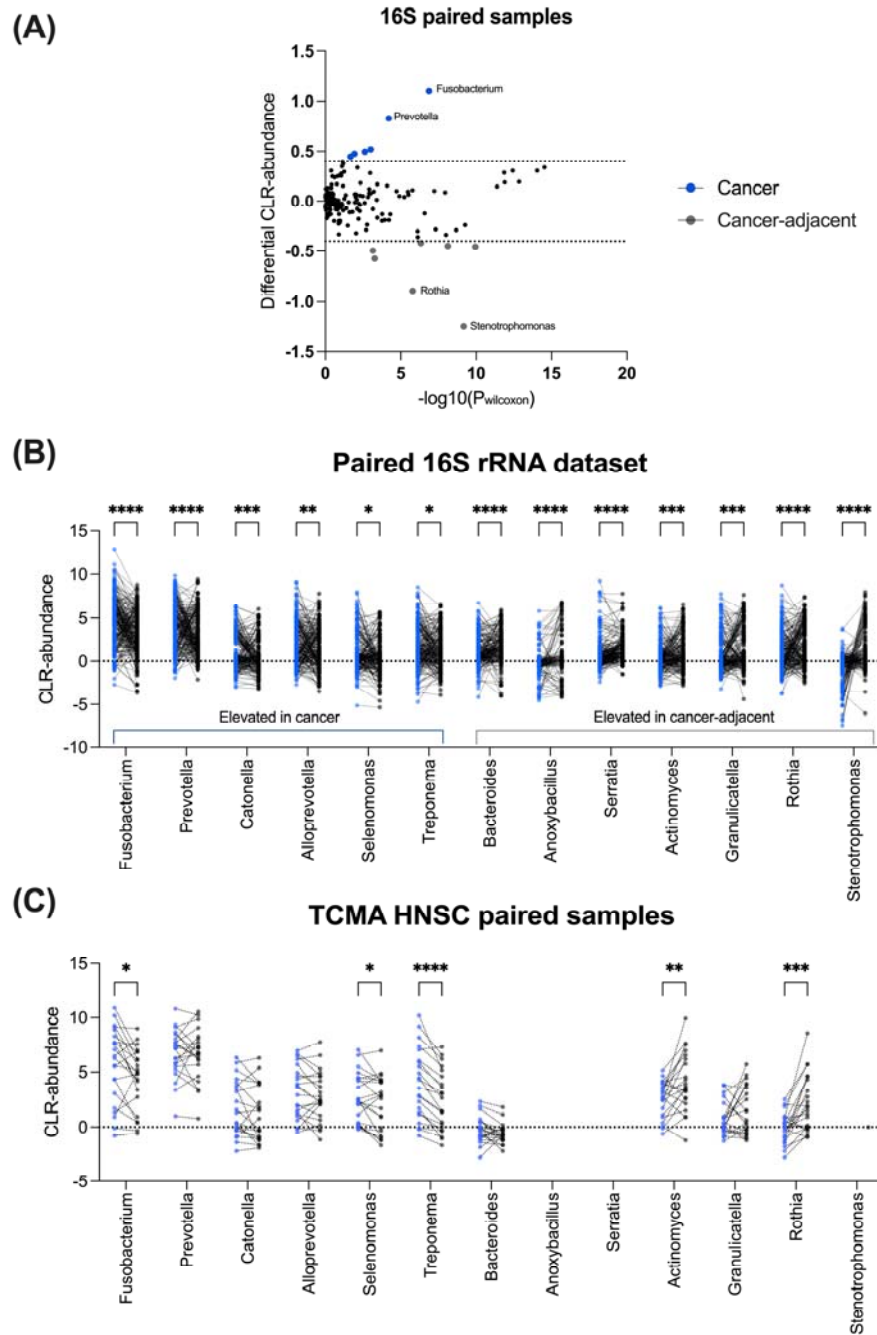 (A)
16S paired samples
1.5
1.0
0.5
0.0
-0.5
-1.0
-1.5
Differential CLR-abundance
Fusobacterium
Prevotella
Rothia
Stenotrophomonas
0
5
10
15
20
-log10(Pwilcoxon)
Cancer
Cancer-adjacent
(B)
Paired 16S rRNA dataset
**** **** *** ** * * **** **** **** *** *** **** ****
15
10
5
0
-5
-10
CLR-abundance
Elevated in cancer
Elevated in cancer-adjacent
Fusobacterium
Prevotella
Catonella
Alloprevotella
Selenomonas
Treponema
Bacteroides
Anoxybacillus
Serratia
Actinomyces
Granulicatella
Rothia
Stenotrophomonas
(C)
TCMA HNSC paired samples
* * **** ** ***
15
10
5
0
-5
CLR-abundance
Fusobacterium
Prevotella
Catonella
Alloprevotella
Selenomonas
Treponema
Bacteroides
Anoxybacillus
Serratia
Actinomyces
Granulicatella
Rothia
Stenotrophomonas